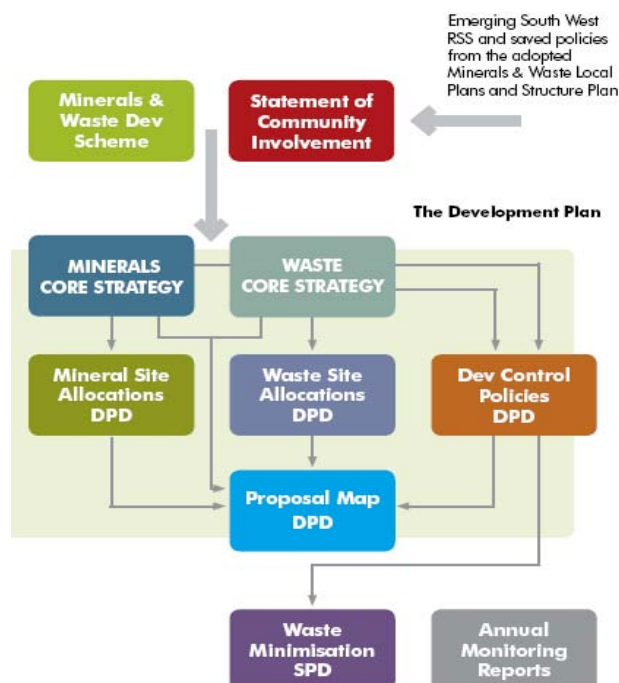 Emerging South West
RSS and saved policies
from the adopted
Minerals & Waste Local
Plans and Structure Plan
Minerals &
Waste Dev
Scheme
Statement of
Community
Involvement
The Development Plan
MINERALS
CORE STRATEGY
WASTE
CORE STRATEGY
Mineral Site
Allocations
DPD
Waste Site
Allocations
DPD
Dev Control
Policies
DPD
Proposal Map
DPD
Waste
Minimisation
SPD
Annual
Monitoring
Reports